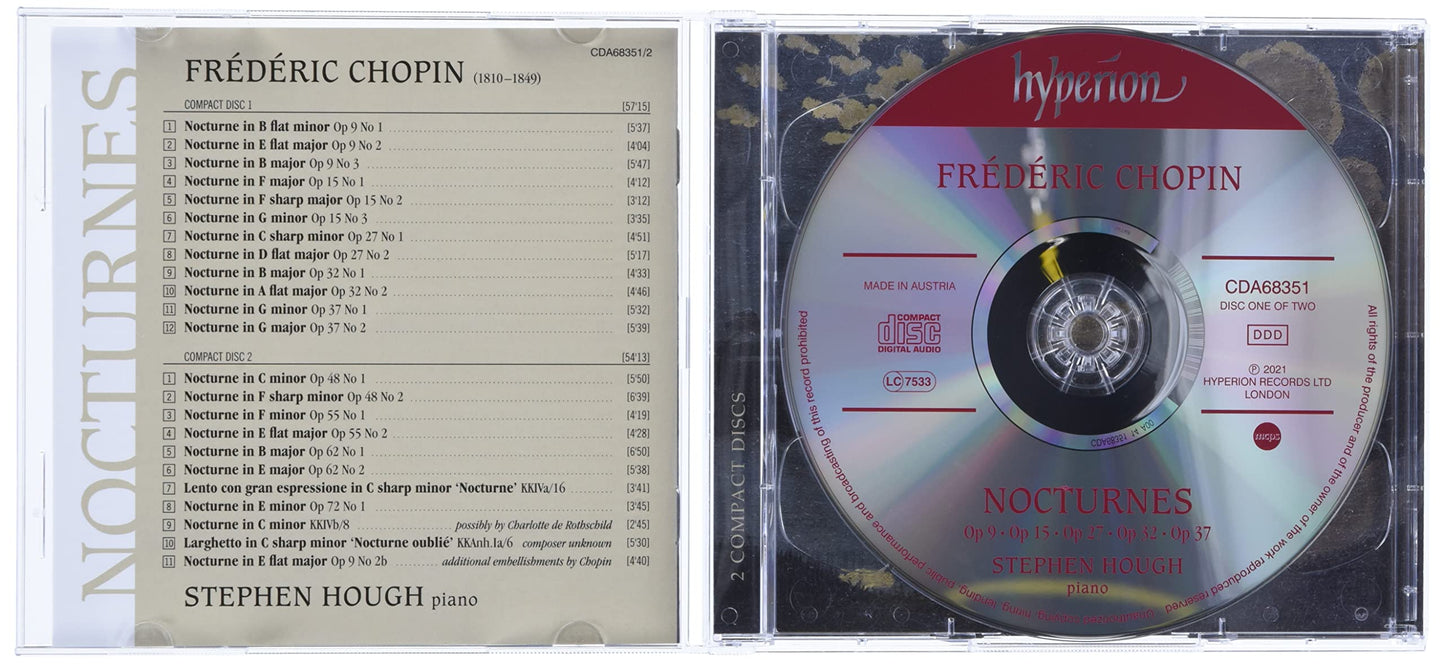 NOCTURNES
CDA68351/2
FRÉDÉRIC CHOPIN (1810–1849)
COMPACT DISC 1 [57'15]
1 Nocturne in B flat minor Op 9 No 1 [5'37]
2 Nocturne in E flat major Op 9 No 2 [4'04]
3 Nocturne in B major Op 9 No 3 [5'47]
4 Nocturne in F major Op 15 No 1 [4'12]
5 Nocturne in F sharp major Op 15 No 2 [3'12]
6 Nocturne in G minor Op 15 No 3 [3'35]
7 Nocturne in C sharp minor Op 27 No 1 [4'51]
8 Nocturne in D flat major Op 27 No 2 [5'17]
9 Nocturne in B major Op 32 No 1 [4'33]
10 Nocturne in A flat major Op 32 No 2 [4'46]
11 Nocturne in G minor Op 37 No 1 [5'32]
12 Nocturne in G major Op 37 No 2 [5'39]
COMPACT DISC 2 [54'13]
1 Nocturne in C minor Op 48 No 1 [5'50]
2 Nocturne in F sharp minor Op 48 No 2 [6'39]
3 Nocturne in F minor Op 55 No 1 [4'19]
4 Nocturne in E flat major Op 55 No 2 [4'28]
5 Nocturne in B major Op 62 No 1 [6'50]
6 Nocturne in E major Op 62 No 2 [5'38]
7 Lento con gran espressione in C sharp minor ‘Nocturne’ KKIVa/16 [3'41]
8 Nocturne in E minor Op 72 No 1 [3'45]
9 Nocturne in C minor KKIVb/8 possibly by Charlotte de Rothschild [2'45]
10 Larghetto in C sharp minor ‘Nocturne oublié’ KKAnh.Ia/6 composer unknown [5'30]
11 Nocturne in E flat major Op 9 No 2b additional embellishments by Chopin [4'40]
STEPHEN HOUGH piano
2 COMPACT DISCS
hyperion
FRÉDÉRIC CHOPIN
MADE IN AUSTRIA
COMPACT
disc
DIGITAL AUDIO
LC 7533
CDA68351
DISC ONE OF TWO
DDD
℗ 2021
HYPERION RECORDS LTD
LONDON
mcps
CDA68351 14 A00
NOCTURNES
Op 9 · Op 15 · Op 27 · Op 32 · Op 37
STEPHEN HOUGH
piano
All rights of the producer and of the owner of the work reproduced reserved. Unauthorized copying, hiring, lending, public performance and broadcasting of this record prohibited